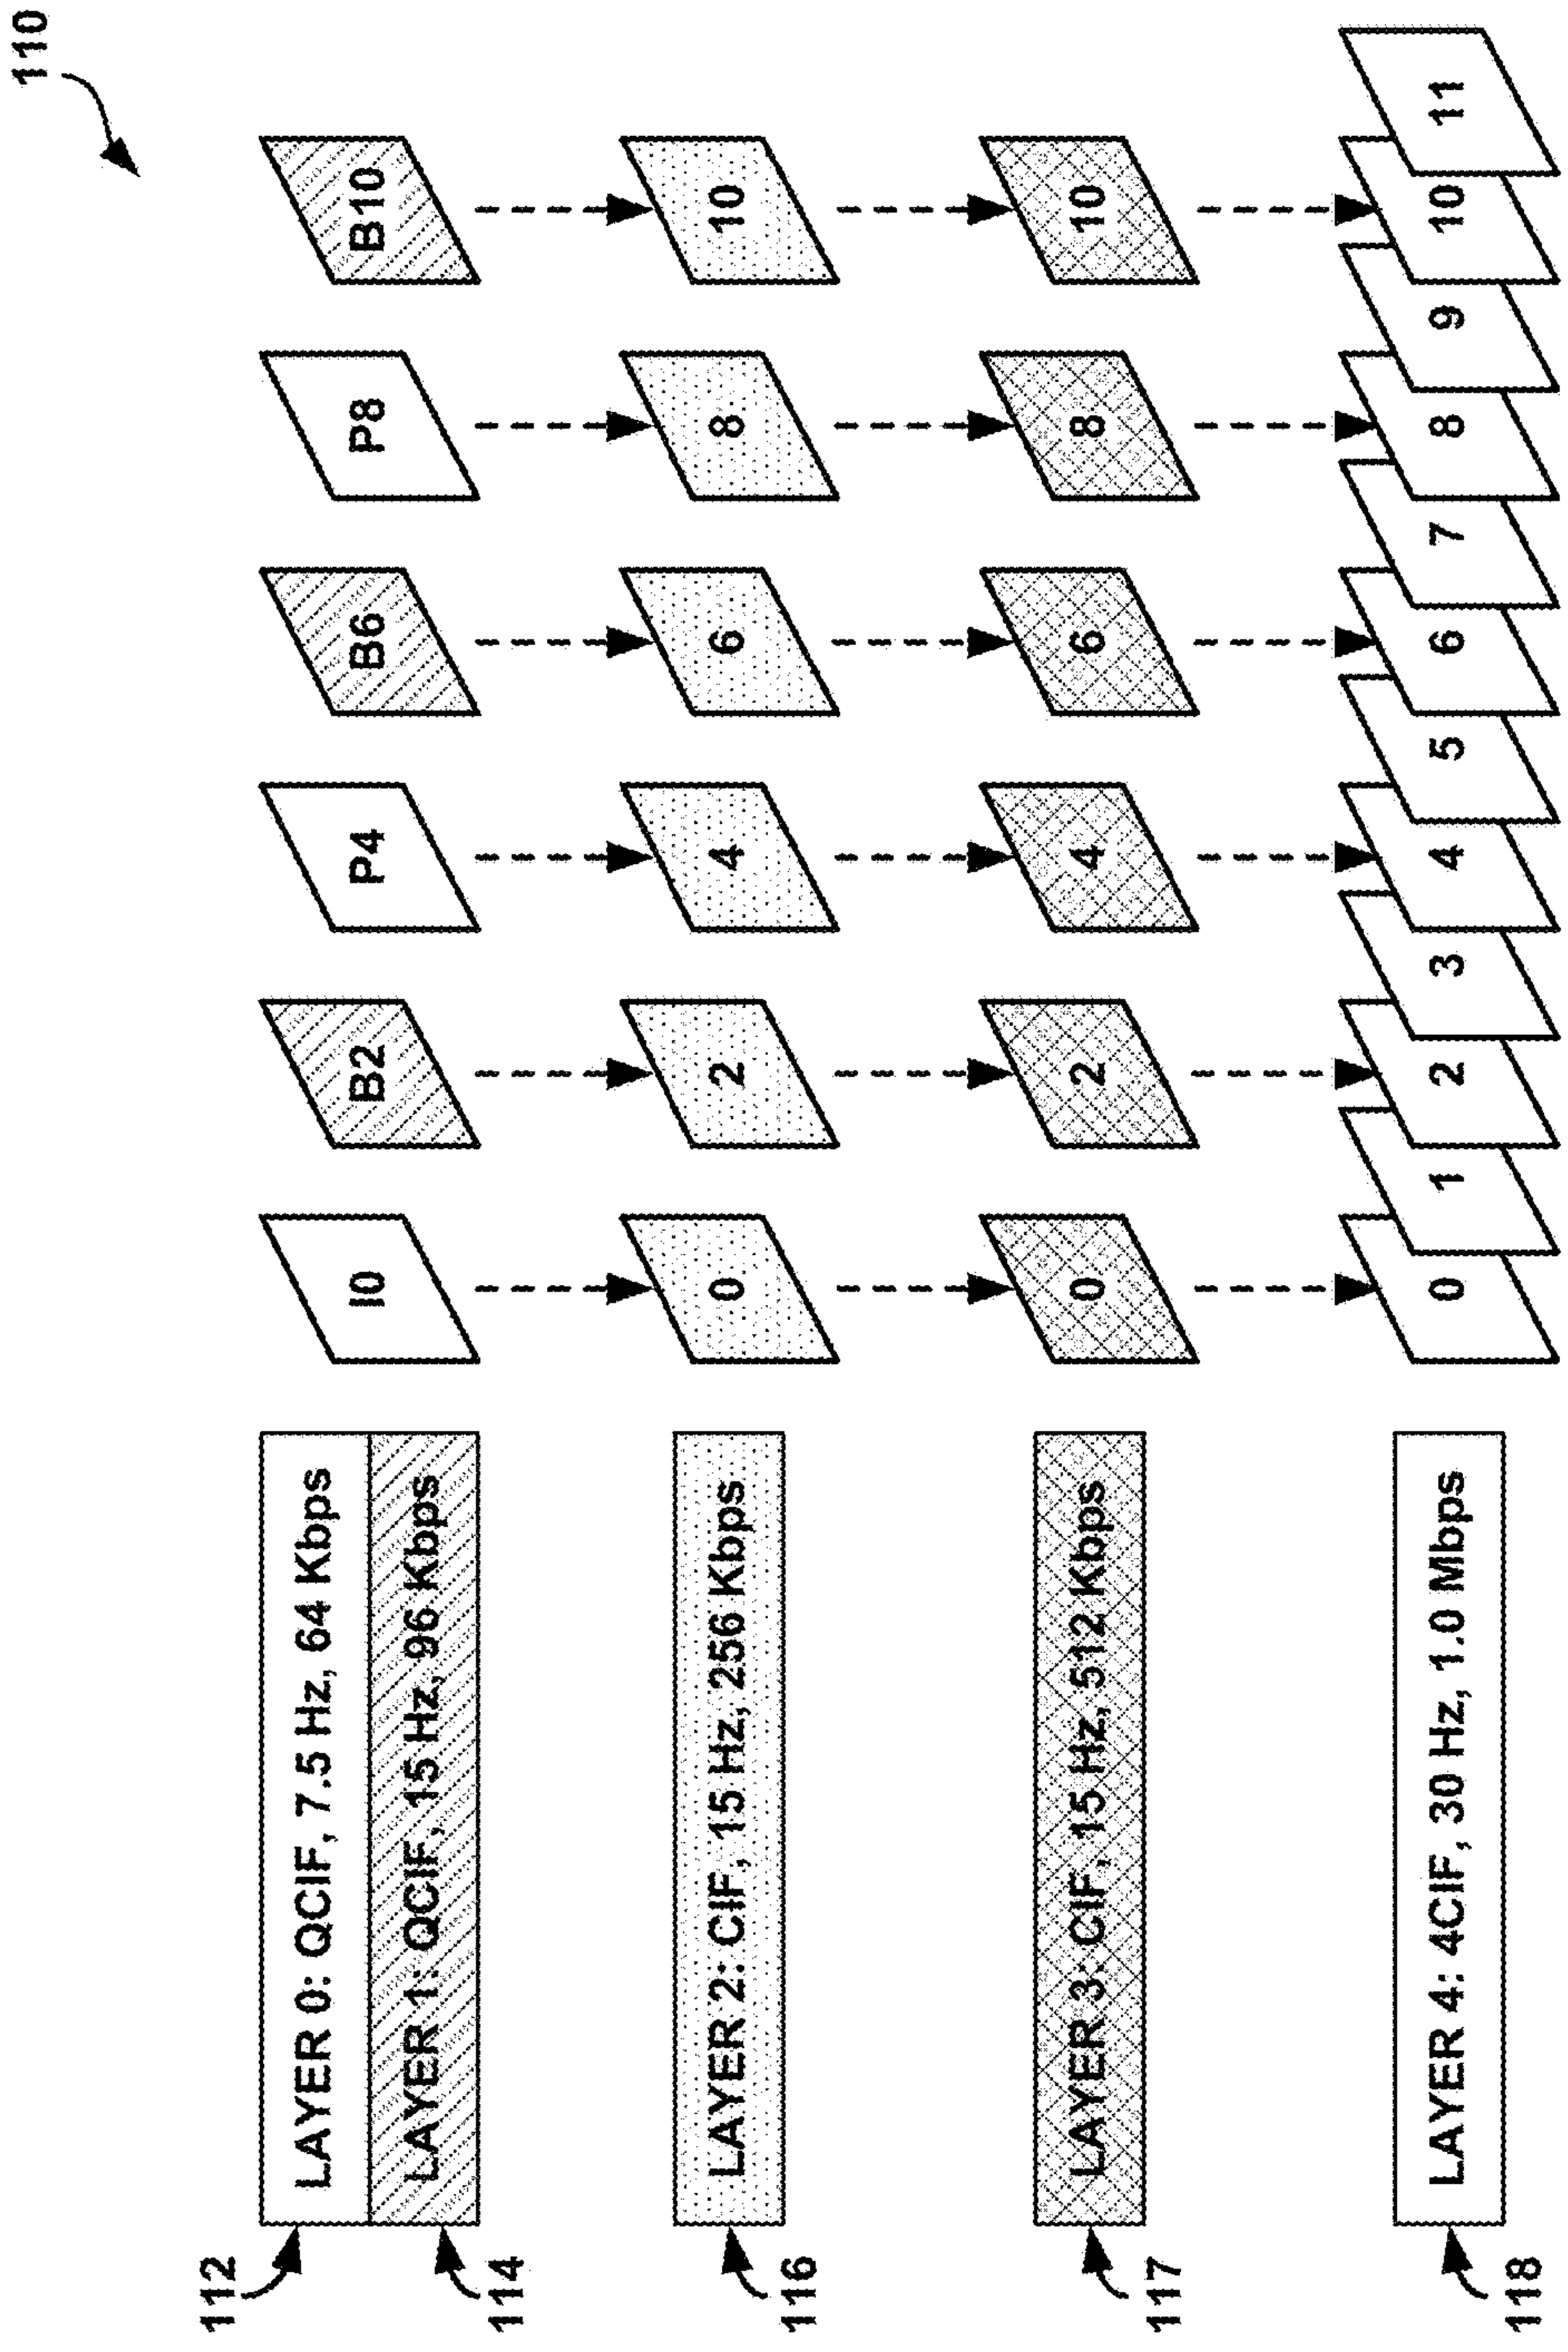 110
112
LAYER 0: QCIF, 7.5 Hz, 64 Kbps
I0
B2
P4
B6
P8
B10
114
LAYER 1: QCIF, 15 Hz, 96 Kbps
116
LAYER 2: CIF, 15 Hz, 256 Kbps
0
2
4
6
8
10
117
LAYER 3: CIF, 15 Hz, 512 Kbps
0
2
4
6
8
10
118
LAYER 4: 4CIF, 30 Hz, 1.0 Mbps
0
1
2
3
4
5
6
7
8
9
10
11